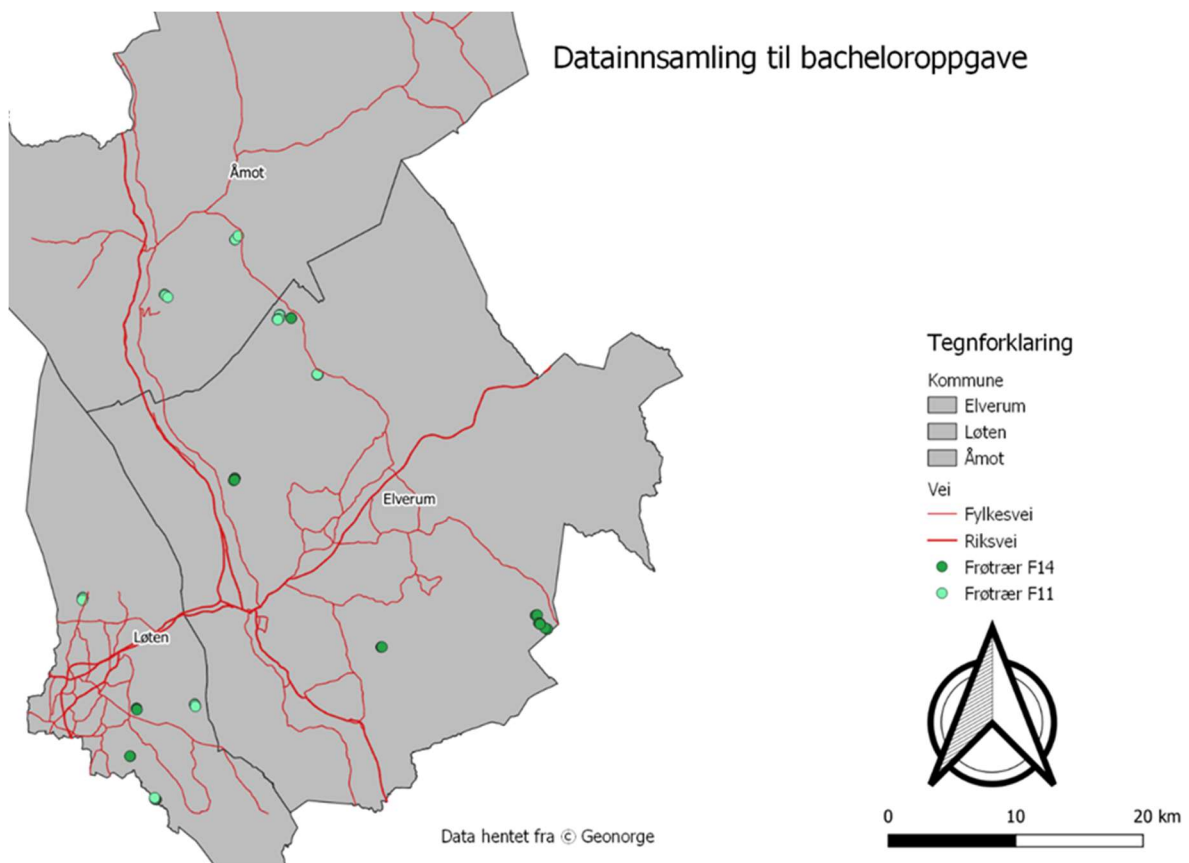 Datainnsamling til bacheloroppgave
Åmot
Elverum
Løten
Tegnforklaring
Kommune
Elverum
Løten
Åmot
Vei
Fylkesvei
Riksvei
Frøtrær F14
Frøtrær F11
0 10 20 km
Data hentet fra © Geonorge